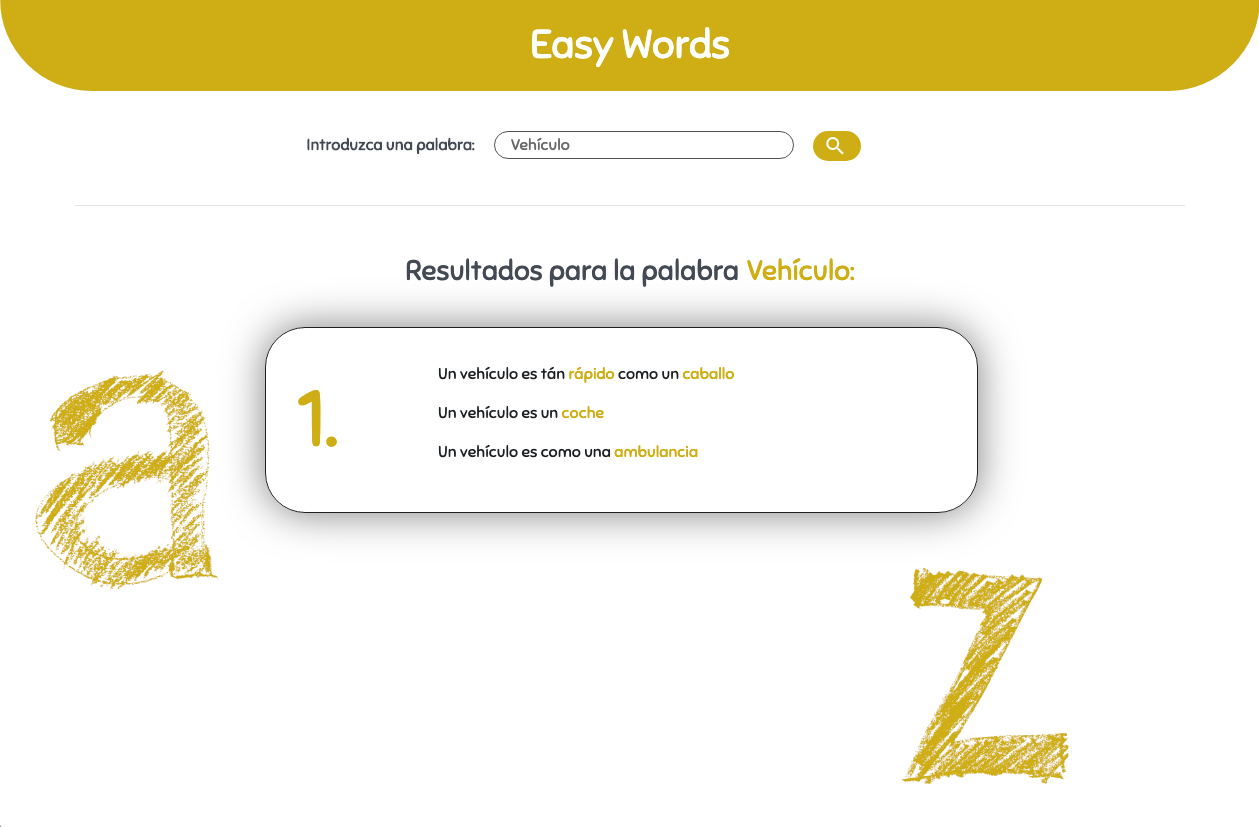 Easy Words
Introduzca una palabra: Vehículo
Resultados para la palabra Vehículo:
1.
Un vehículo es tán rápido como un caballo
Un vehículo es un coche
Un vehículo es como una ambulancia
a
z